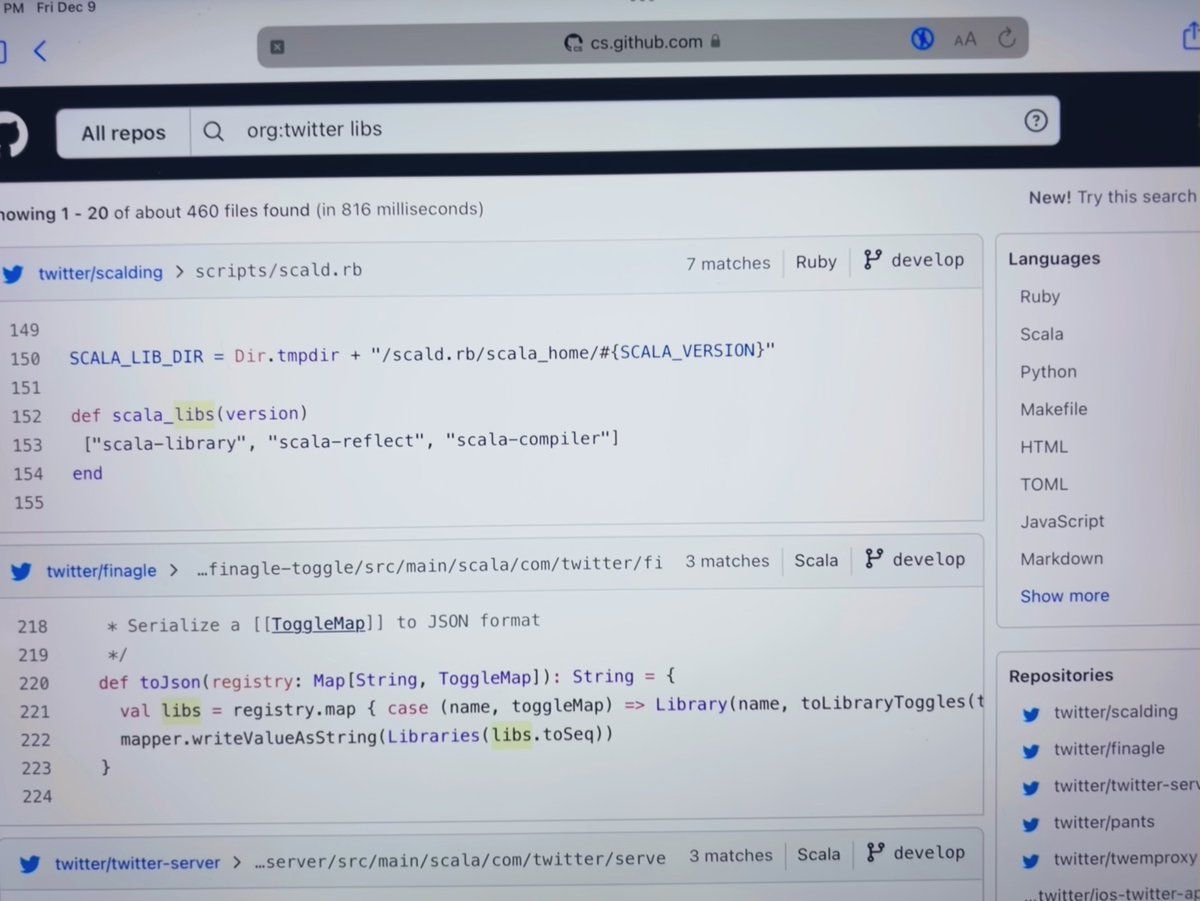 PM Fri Dec 9
cs.github.com AA
All repos org:twitter libs
howing 1 - 20 of about 460 files found (in 816 milliseconds)
New! Try this search
twitter/scalding > scripts/scald.rb 7 matches Ruby develop
149
150 SCALA_LIB_DIR = Dir.tmpdir + "/scald.rb/scala_home/#{SCALA_VERSION}"
151
152 def scala_libs(version)
153 ["scala-library", "scala-reflect", "scala-compiler"]
154 end
155
twitter/finagle > …finagle-toggle/src/main/scala/com/twitter/fi 3 matches Scala develop
218 * Serialize a [[ToggleMap]] to JSON format
219 */
220 def toJson(registry: Map[String, ToggleMap]): String = {
221 val libs = registry.map { case (name, toggleMap) => Library(name, toLibraryToggles(t
222 mapper.writeValueAsString(Libraries(libs.toSeq))
223 }
224
twitter/twitter-server > …server/src/main/scala/com/twitter/serve 3 matches Scala develop
Languages
Ruby
Scala
Python
Makefile
HTML
TOML
JavaScript
Markdown
Show more
Repositories
twitter/scalding
twitter/finagle
twitter/twitter-serv
twitter/pants
twitter/twemproxy
…twitter/ios-twitter-ap